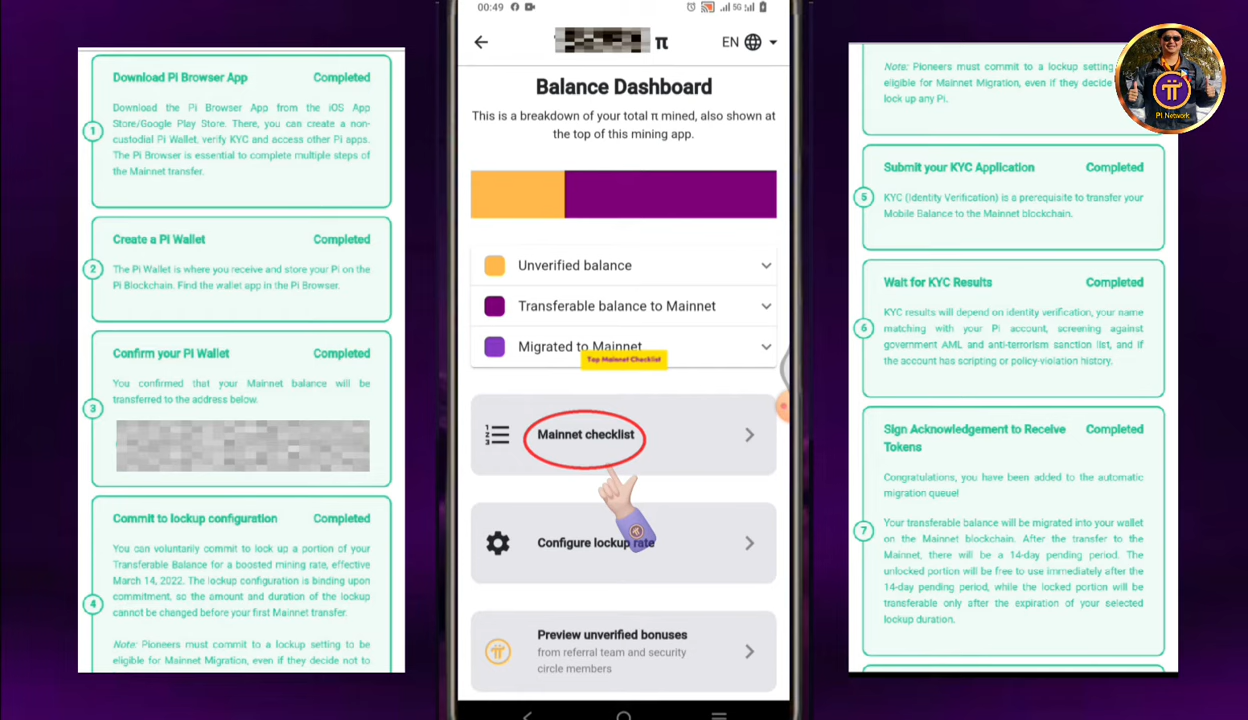 Download Pi Browser App Completed
Download the Pi Browser App from the iOS App
Store/Google Play Store. There, you can create a non-
custodial Pi Wallet, verify KYC and access other Pi apps.
The Pi Browser is essential to complete multiple steps of
the Mainnet transfer.
1
Create a Pi Wallet Completed
The Pi Wallet is where you receive and store your Pi on the
Pi Blockchain. Find the wallet app in the Pi Browser.
2
Confirm your Pi Wallet Completed
You confirmed that your Mainnet balance will be
transferred to the address below.
3
Commit to lockup configuration Completed
You can voluntarily commit to lock up a portion of your
Transferable Balance for a boosted mining rate, effective
March 14, 2022. The lockup configuration is binding upon
commitment, so the amount and duration of the lockup
cannot be changed before your first Mainnet transfer.
4
Note: Pioneers must commit to a lockup setting to be
eligible for Mainnet Migration, even if they decide not to
00:49 5G
π EN
Balance Dashboard
This is a breakdown of your total π mined, also shown at
the top of this mining app.
Unverified balance
Transferable balance to Mainnet
Migrated to Mainnet
Tap Mainnet Checklist
1
2
3
Mainnet checklist
Configure lockup rate
Preview unverified bonuses
from referral team and security
circle members
Note: Pioneers must commit to a lockup setting
eligible for Mainnet Migration, even if they decide
lock up any Pi.
PI Network
Submit your KYC Application Completed
5
KYC (Identity Verification) is a prerequisite to transfer your
Mobile Balance to the Mainnet blockchain.
Wait for KYC Results Completed
6
KYC results will depend on identity verification, your name
matching with your Pi account, screening against
government AML and anti-terrorism sanction list, and if
the account has scripting or policy-violation history.
Sign Acknowledgement to Receive Completed
Tokens
Congratulations, you have been added to the automatic
migration queue!
7
Your transferable balance will be migrated into your wallet
on the Mainnet blockchain. After the transfer to the
Mainnet, there will be a 14-day pending period. The
unlocked portion will be free to use immediately after the
14-day pending period, while the locked portion will be
transferable only after the expiration of your selected
lockup duration.